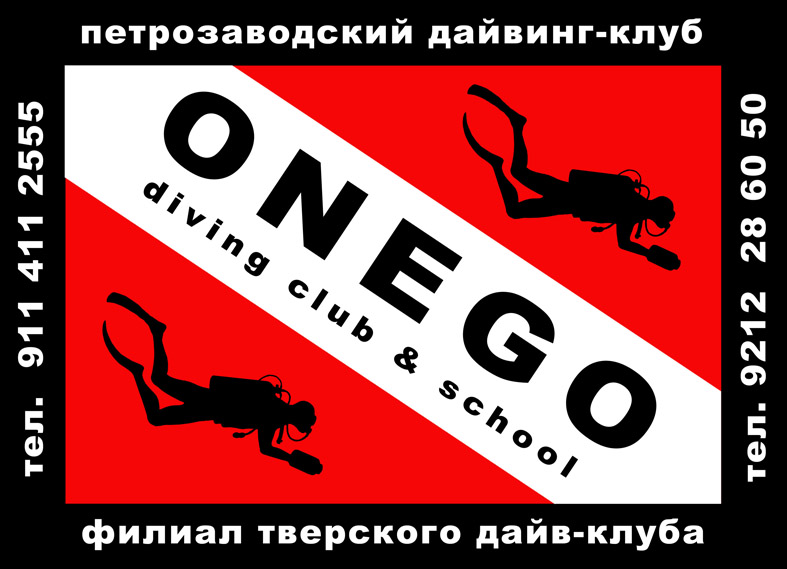 петрозаводский дайвинг-клуб
тел. 911 411 2555
ONEGO
diving club & school
тел. 9212 28 60 50
филиал тверского дайв-клуба